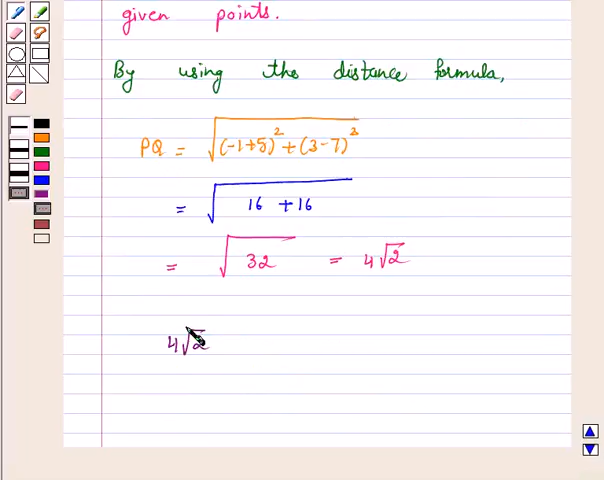 given points.
By using the distance formula,
PQ = √(-1+5)² + (3-7)²
= √16 + 16
= √32 = 4√2
4√2